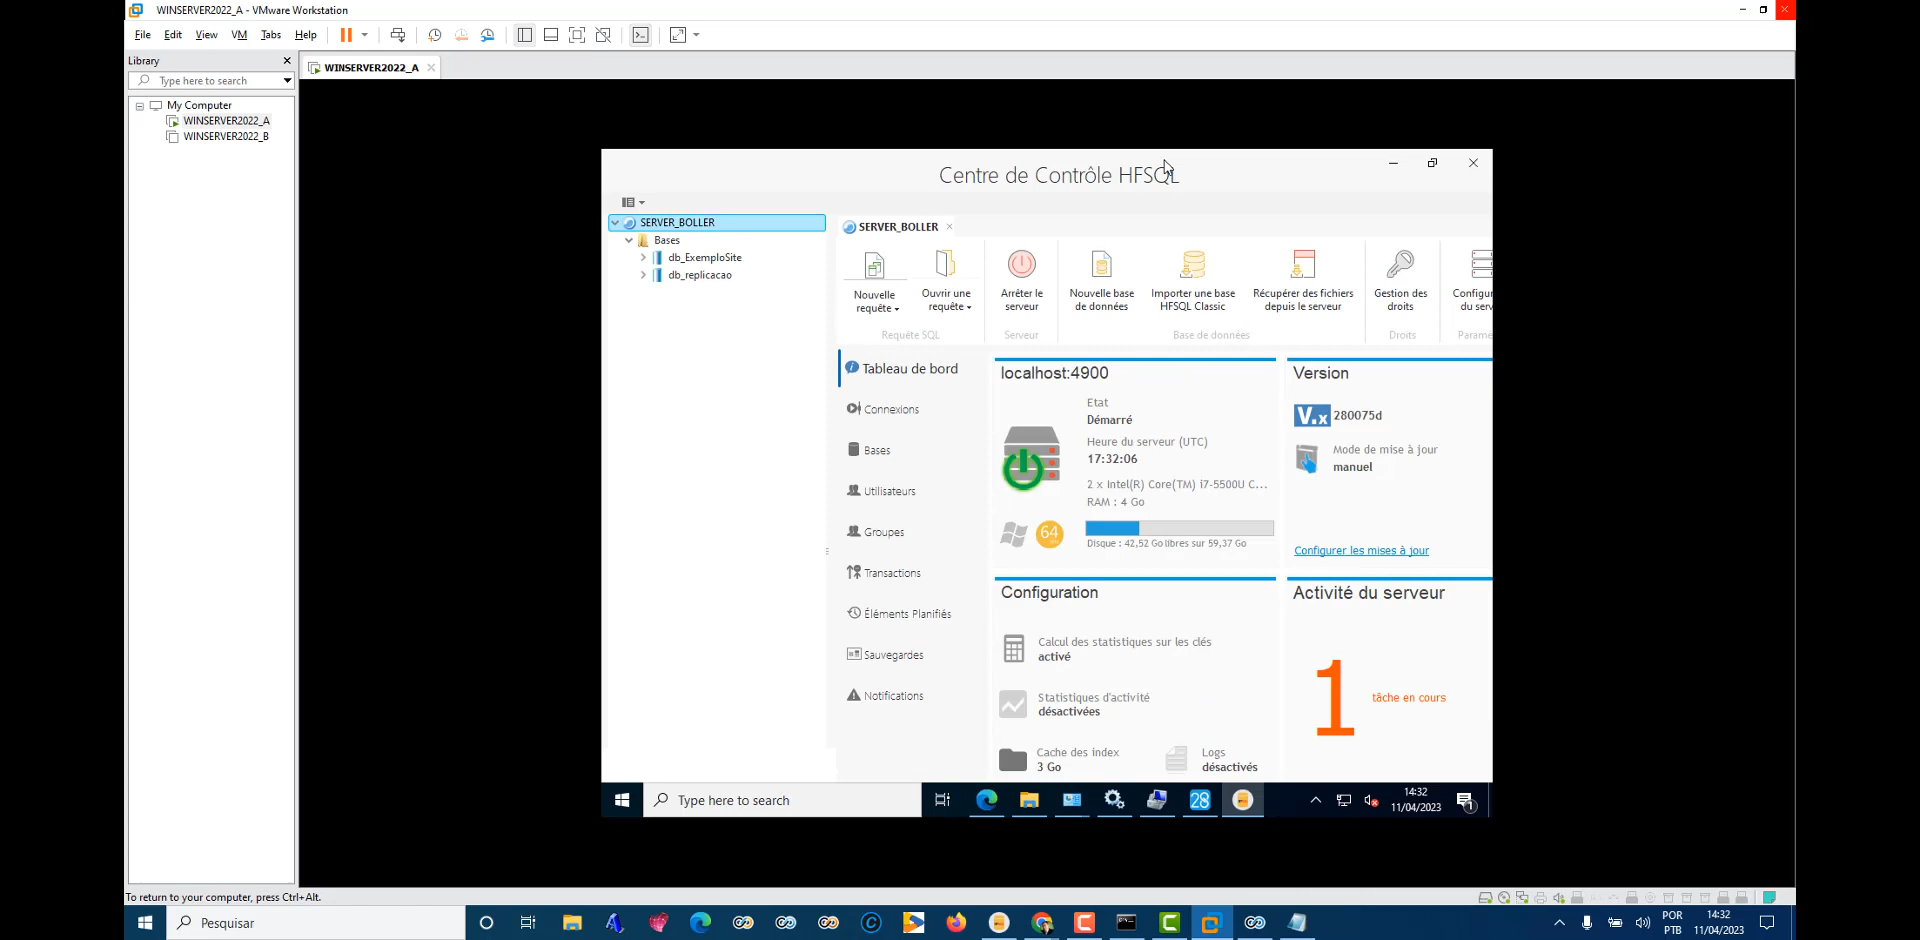 WINSERVER2022_A - VMware Workstation
File Edit View VM Tabs Help
Library
WINSERVER2022_A
Type here to search
My Computer
WINSERVER2022_A
WINSERVER2022_B
Centre de Contrôle HFSQL
SERVER_BOLLER
Bases
db_ExemploSite
db_replicacao
SERVER_BOLLER
Nouvelle
requête
Ouvrir une
requête
Requête SQL
Arrêter le
serveur
Serveur
Nouvelle base
de données
Importer une base
HFSQL Classic
Récupérer des fichiers
depuis le serveur
Base de données
Gestion des
droits
Droits
Configu
du serv
Parame
Tableau de bord
Connexions
Bases
Utilisateurs
Groupes
Transactions
Éléments Planifiés
Sauvegardes
Notifications
localhost:4900
Etat
Démarré
Heure du serveur (UTC)
17:32:06
2 x Intel(R) Core(TM) i7-5500U C...
RAM : 4 Go
64
Disque : 42,52 Go libres sur 59,37 Go
Version
V.x 280075d
Mode de mise à jour
manuel
Configurer les mises à jour
Configuration
Calcul des statistiques sur les clés
activé
Statistiques d'activité
désactivées
Cache des index
3 Go
Logs
désactivés
Activité du serveur
1 tâche en cours
Type here to search
28
14:32
11/04/2023
1
To return to your computer, press Ctrl+Alt.
Pesquisar
POR
PTB
14:32
11/04/2023